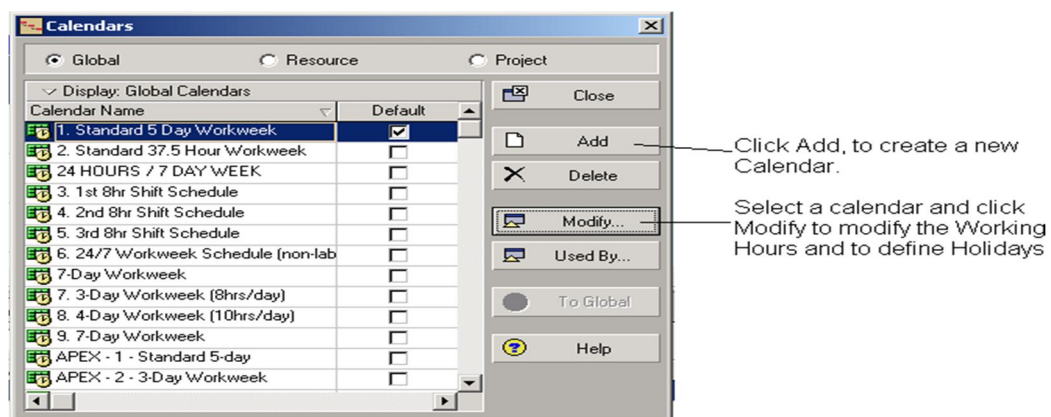 Calendars
Global Resource Project
Display: Global Calendars
Calendar Name Default
1. Standard 5 Day Workweek
2. Standard 37.5 Hour Workweek
24 HOURS / 7 DAY WEEK
3. 1st 8hr Shift Schedule
4. 2nd 8hr Shift Schedule
5. 3rd 8hr Shift Schedule
6. 24/7 Workweek Schedule (non-lab
7-Day Workweek
7. 3-Day Workweek (8hrs/day)
8. 4-Day Workweek (10hrs/day)
9. 7-Day Workweek
APEX - 1 - Standard 5-day
APEX - 2 - 3-Day Workweek
Close
Add
Delete
Modify...
Used By...
To Global
Help
Click Add, to create a new
Calendar.
Select a calendar and click
Modify to modify the Working
Hours and to define Holidays